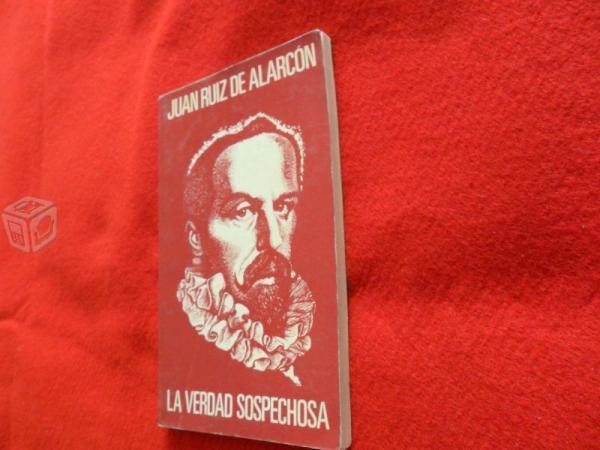 JUAN RUIZ DE ALARCÓN
LA VERDAD SOSPECHOSA